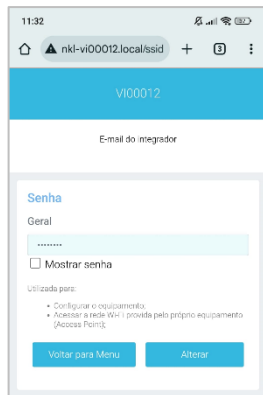 11:32
nkl-vi00012.local/ssid
3
VI00012
E-mail do integrador
Senha
Geral
........
Mostrar senha
Utilizada para:
Configurar o equipamento;
Acessar a rede WI-FI provida pelo próprio equipamento
(Access Point);
Voltar para Menu
Alterar